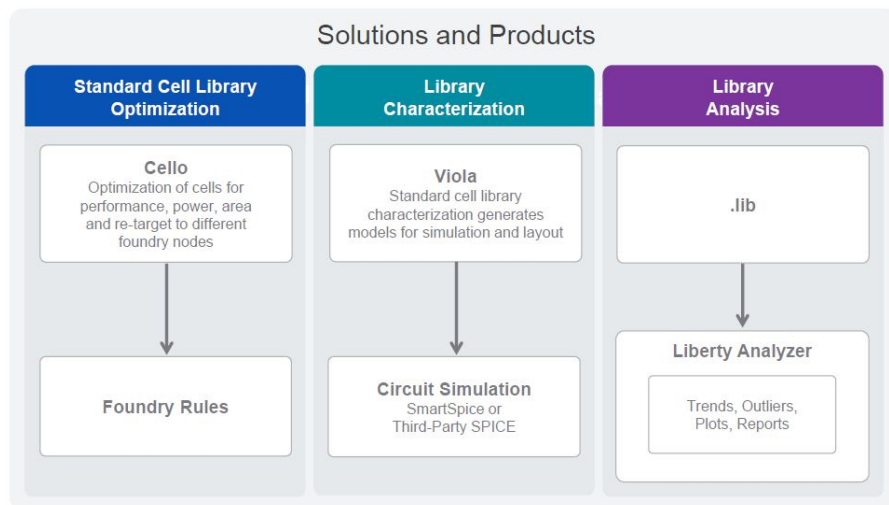 Solutions and Products
Standard Cell Library
Optimization
Cello
Optimization of cells for
performance, power, area
and re-target to different
foundry nodes
Foundry Rules
Library
Characterization
Viola
Standard cell library
characterization generates
models for simulation and layout
Circuit Simulation
SmartSpice or
Third-Party SPICE
Library
Analysis
.lib
Liberty Analyzer
Trends, Outliers,
Plots, Reports